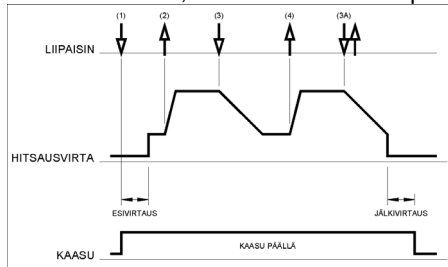 (1) (2) (3) (4) (3A)
LIIPAISIN
HITSAUSVIRTA
ESIVIRTAUS JÄLKIVIRTAUS
KAASU PÄÄLLÄ
KAASU